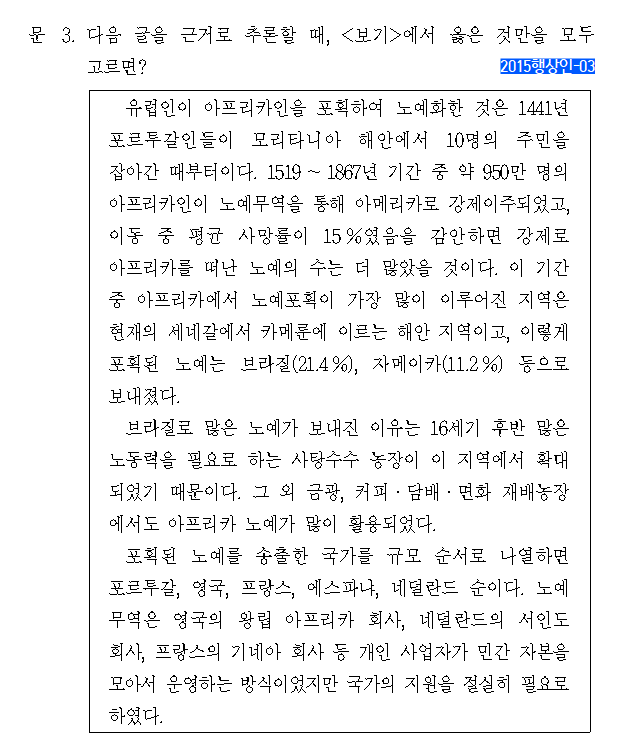 문 3. 다음 글을 근거로 추론할 때, <보기>에서 옳은 것만을 모두
고르면?
2015행상인-03
유럽인이 아프리카인을 포획하여 노예화한 것은 1441년
포르투갈인들이 모리타니아 해안에서 10명의 주민을
잡아간 때부터이다. 1519 ~ 1867년 기간 중 약 950만 명의
아프리카인이 노예무역을 통해 아메리카로 강제이주되었고,
이동 중 평균 사망률이 15 %였음을 감안하면 강제로
아프리카를 떠난 노예의 수는 더 많았을 것이다. 이 기간
중 아프리카에서 노예포획이 가장 많이 이루어진 지역은
현재의 세네갈에서 카메룬에 이르는 해안 지역이고, 이렇게
포획된 노예는 브라질(21.4 %), 자메이카(11.2 %) 등으로
보내졌다.
브라질로 많은 노예가 보내진 이유는 16세기 후반 많은
노동력을 필요로 하는 사탕수수 농장이 이 지역에서 확대
되었기 때문이다. 그 외 금광, 커피 · 담배 · 면화 재배농장
에서도 아프리카 노예가 많이 활용되었다.
포획된 노예를 송출한 국가를 규모 순서로 나열하면
포르투갈, 영국, 프랑스, 에스파냐, 네덜란드 순이다. 노예
무역은 영국의 왕립 아프리카 회사, 네덜란드의 서인도
회사, 프랑스의 기네아 회사 등 개인 사업자가 민간 자본을
모아서 운영하는 방식이었지만 국가의 지원을 절실히 필요로
하였다.